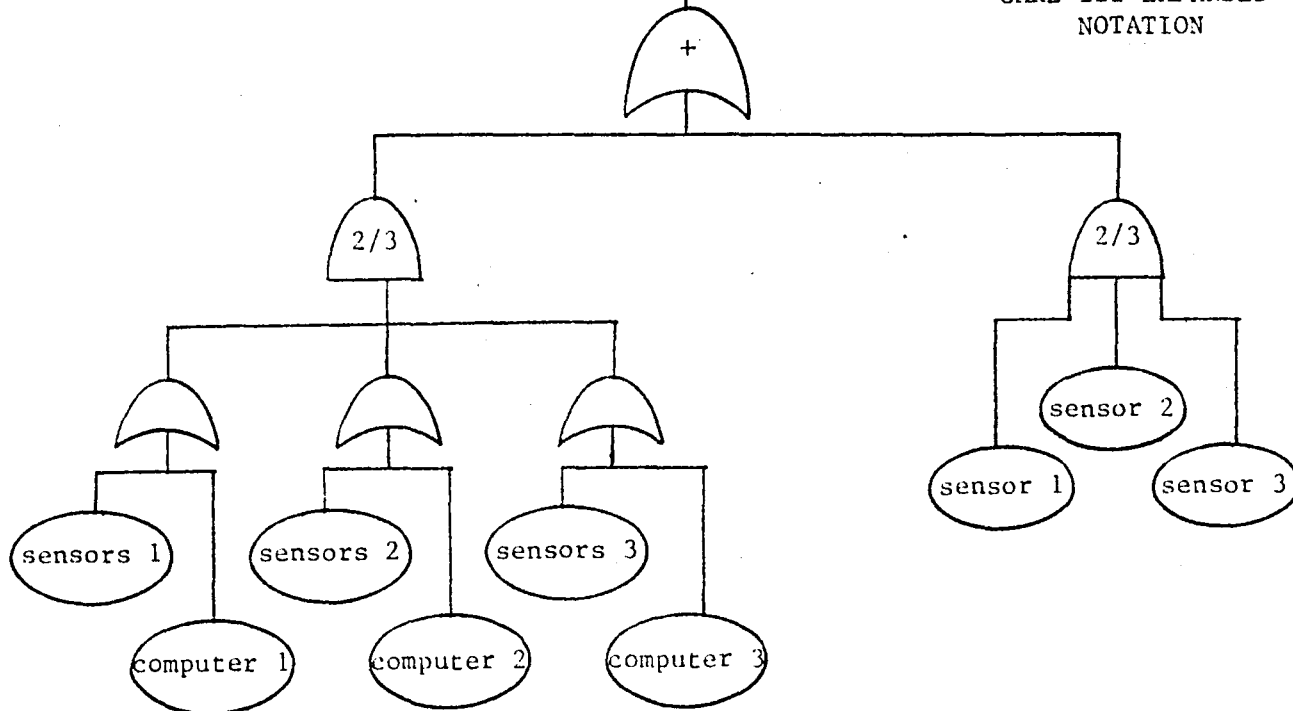 NOTATION
+
2/3
2/3
sensor 2
sensor 1
sensor 3
sensors 1
sensors 2
sensors 3
computer 1
computer 2
computer 3